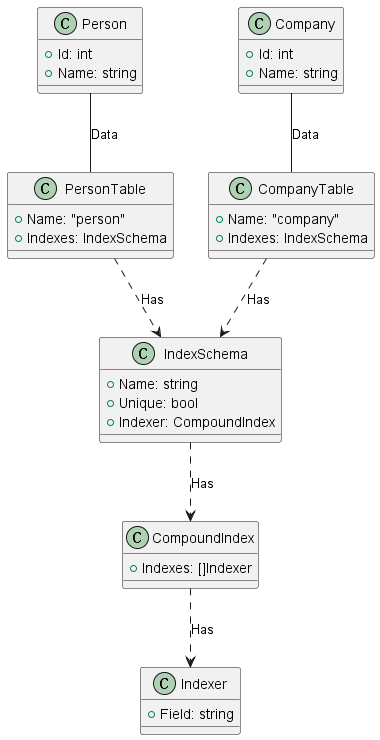 C Person
Id: int
Name: string
C Company
Id: int
Name: string
Data
Data
C PersonTable
Name: "person"
Indexes: IndexSchema
C CompanyTable
Name: "company"
Indexes: IndexSchema
Has
Has
C IndexSchema
Name: string
Unique: bool
Indexer: CompoundIndex
Has
C CompoundIndex
Indexes: []Indexer
Has
C Indexer
Field: string